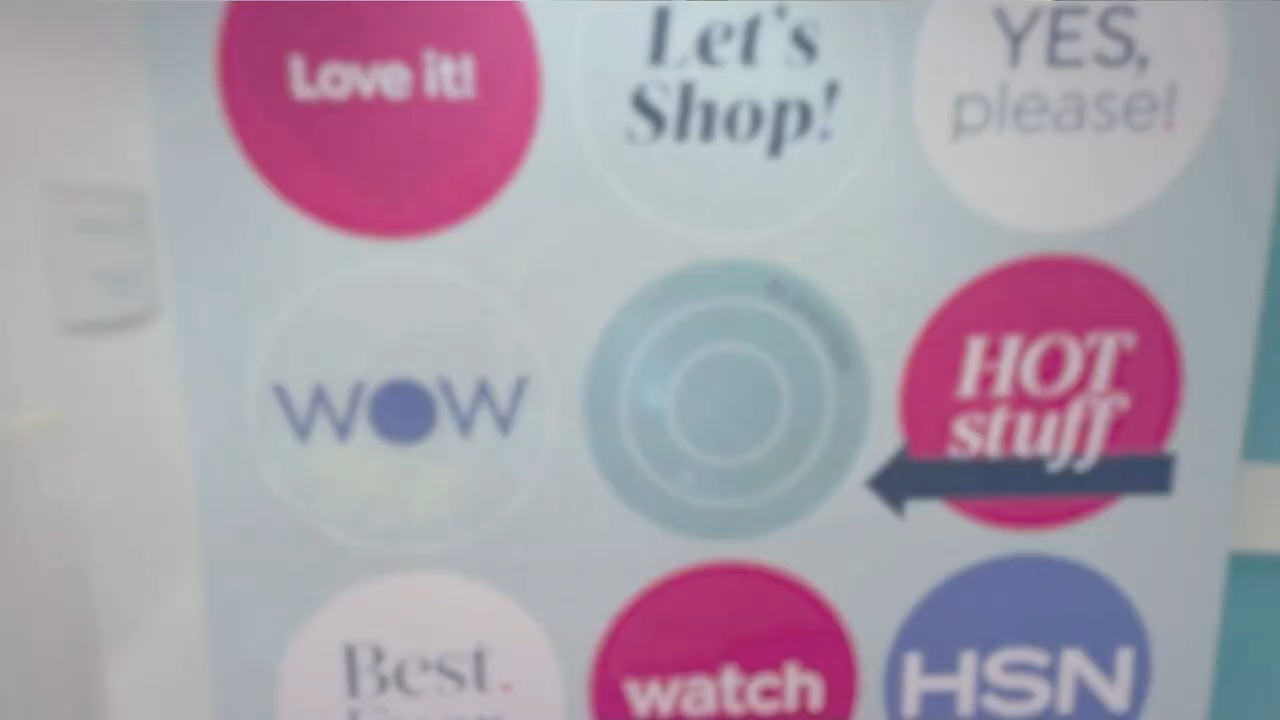 Love it!
Let's
Shop!
YES,
please!
WOW
HOT
stuff
Best.
watch
HSN